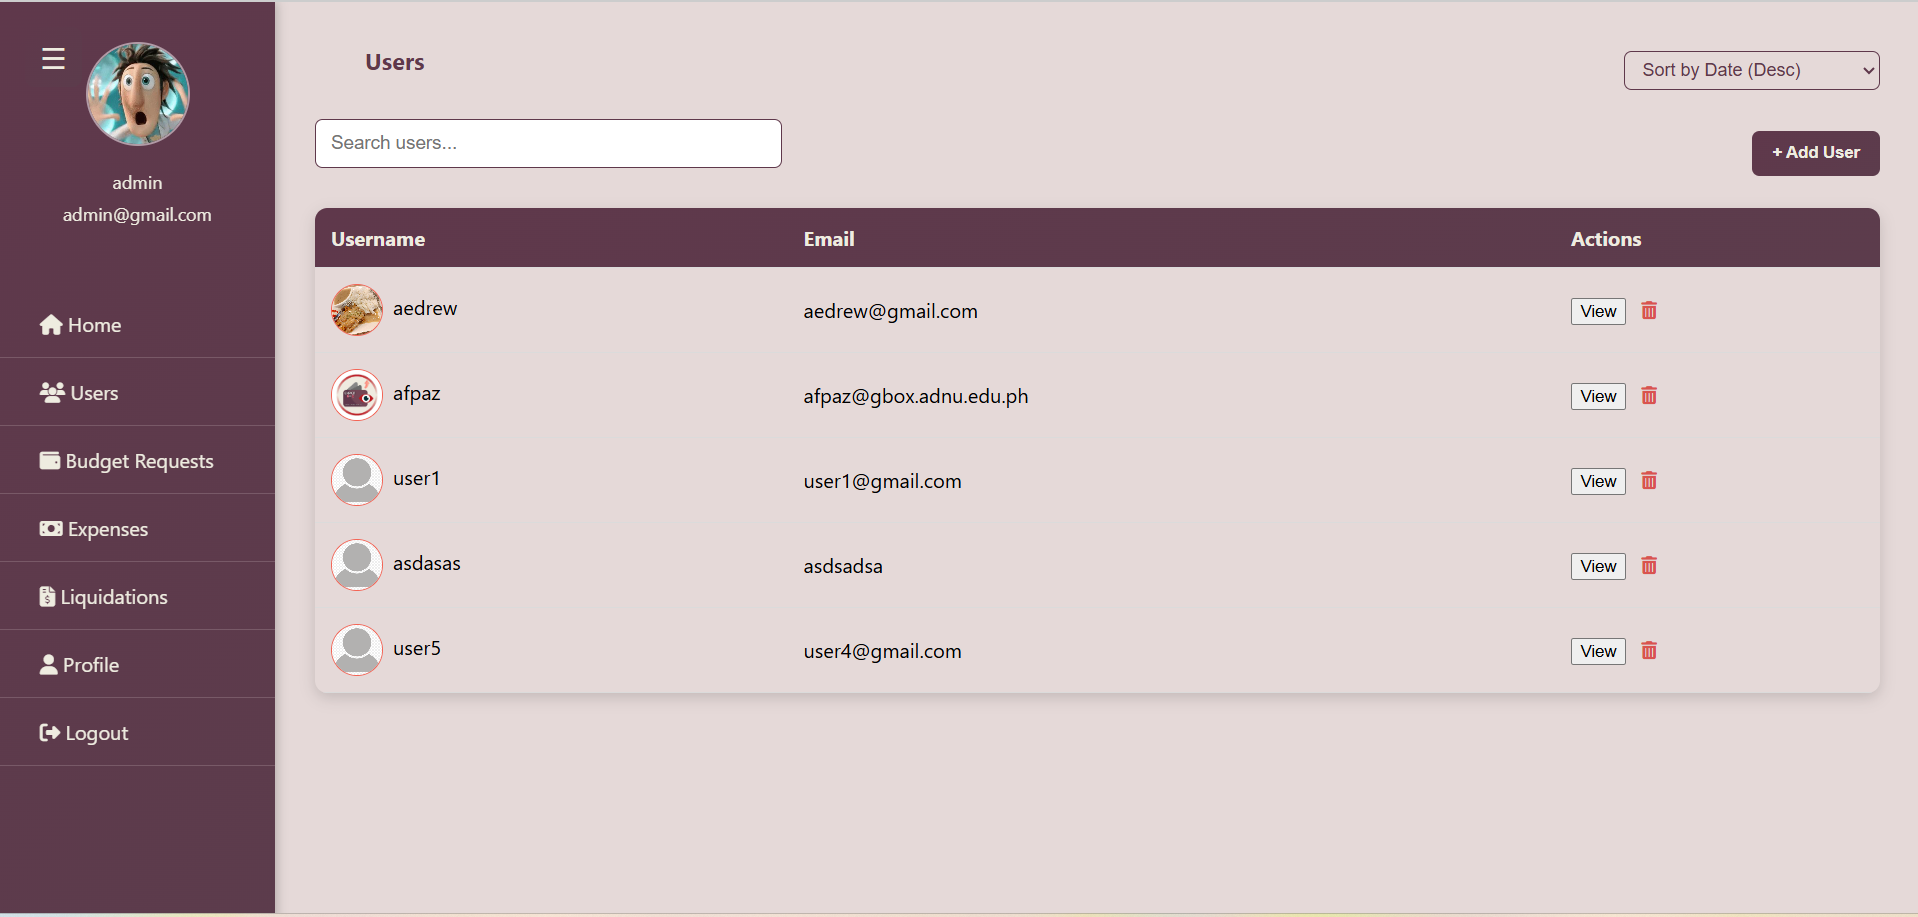 admin
admin@gmail.com
Home
Users
Budget Requests
Expenses
Liquidations
Profile
Logout
Users
Sort by Date (Desc)
Search users...
+ Add User
Username Email Actions
aedrew aedrew@gmail.com View
afpaz afpaz@gbox.adnu.edu.ph View
user1 user1@gmail.com View
asdasas asdsadsa View
user5 user4@gmail.com View